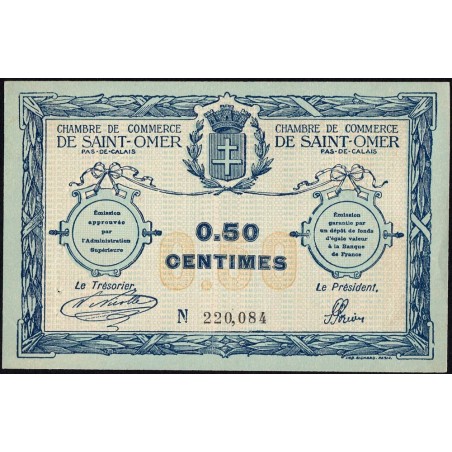 CHAMBRE DE COMMERCE
DE SAINT-OMER
PAS-DE-CALAIS
CHAMBRE DE COMMERCE
DE SAINT-OMER
PAS-DE-CALAIS
Émission
approuvée
par
l'Administration
Supérieure
0.50
CENTIMES
0.50
Émission
garantie par
un dépôt de fonds
d'égale valeur
à la Banque
de France
Le Trésorier,
Le Président,
N 220,084